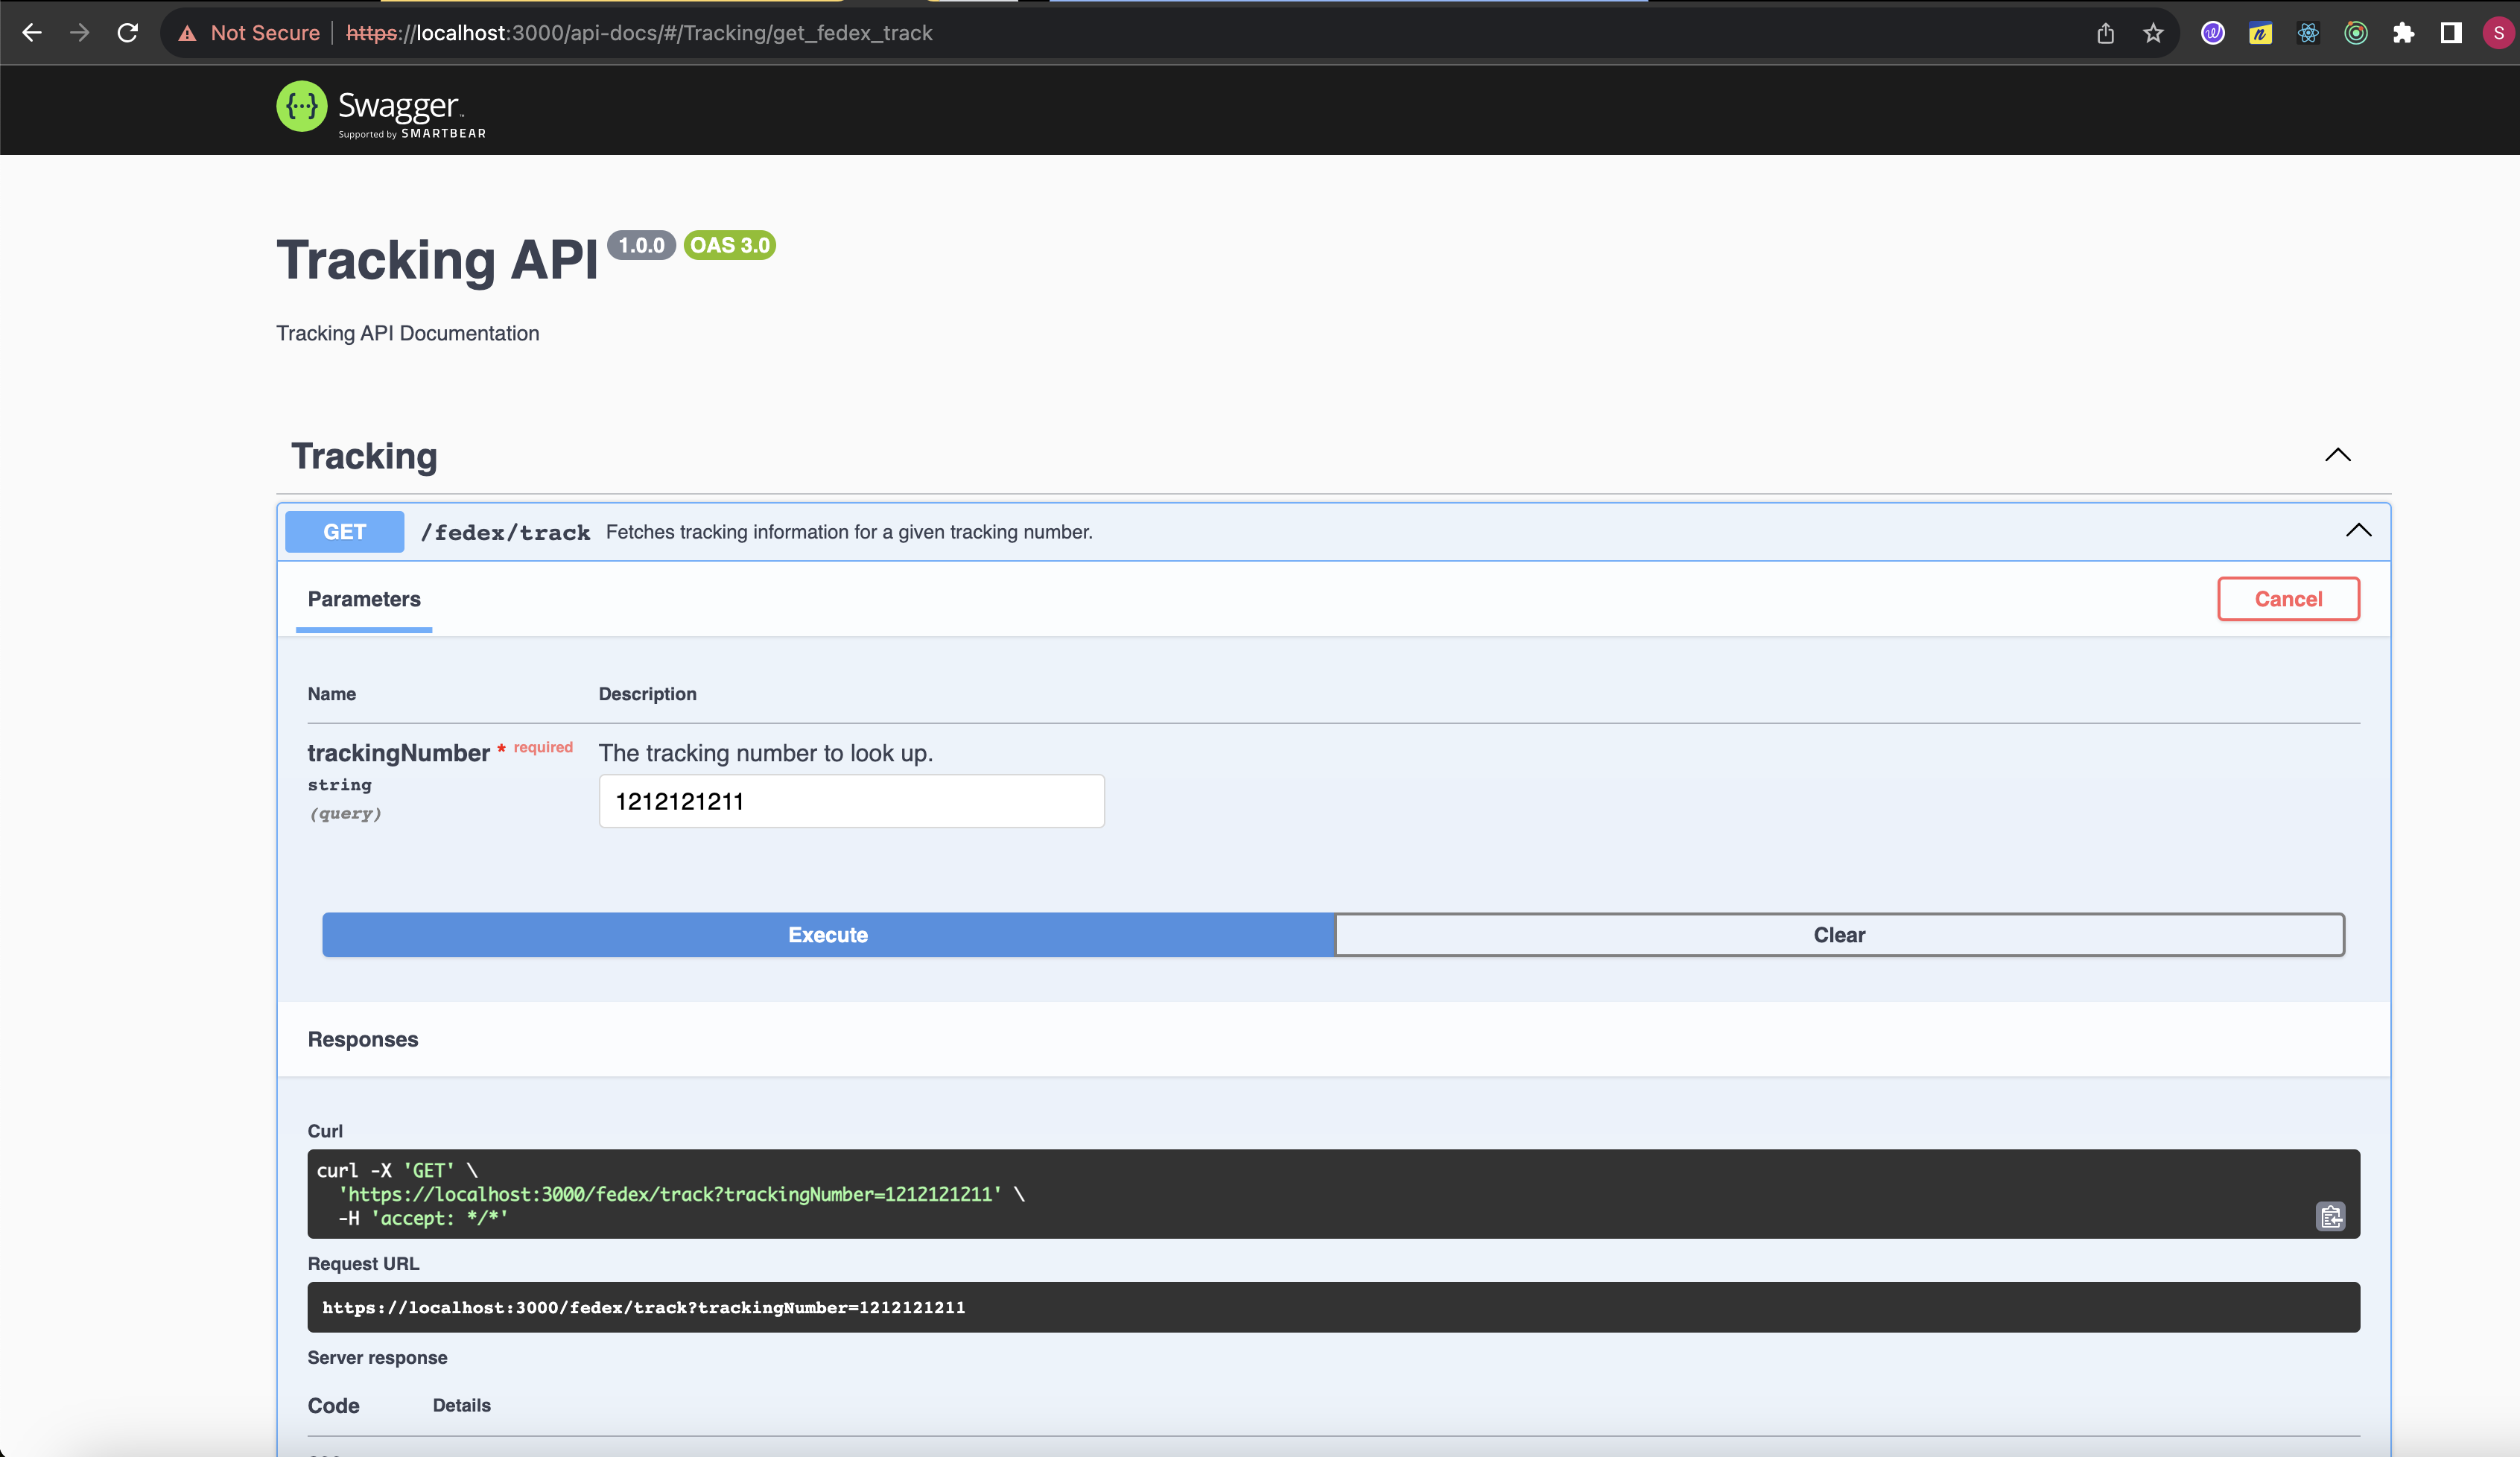 Not Secure | https://localhost:3000/api-docs/#/Tracking/get_fedex_track
S
{...} Swagger™
Supported by SMARTBEAR
Tracking API 1.0.0 OAS 3.0
Tracking API Documentation
Tracking
GET /fedex/track Fetches tracking information for a given tracking number.
Parameters
Cancel
Name Description
trackingNumber * required The tracking number to look up.
string
(query)
1212121211
Execute Clear
Responses
Curl
curl -X 'GET' \
'https://localhost:3000/fedex/track?trackingNumber=1212121211' \
-H 'accept: */*'
Request URL
https://localhost:3000/fedex/track?trackingNumber=1212121211
Server response
Code Details